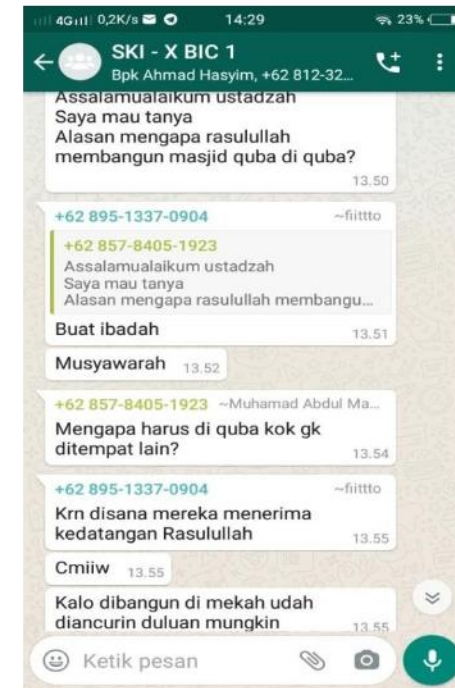 4G 0,2K/s 14:29 23%
SKI - X BIC 1
Bpk Ahmad Hasyim, +62 812-32...
Assalamualaikum ustadzah
Saya mau tanya
Alasan mengapa rasulullah
membangun masjid quba di quba?
13.50
+62 895-1337-0904 ~fiittto
+62 857-8405-1923
Assalamualaikum ustadzah
Saya mau tanya
Alasan mengapa rasulullah membangu...
Buat ibadah 13.51
Musyawarah 13.52
+62 857-8405-1923 ~Muhamad Abdul Ma...
Mengapa harus di quba kok gk
ditempat lain? 13.54
+62 895-1337-0904 ~fiittto
Krn disana mereka menerima
kedatangan Rasulullah 13.55
Cmiiw 13.55
Kalo dibangun di mekah udah
diancurin duluan mungkin 13.55
Ketik pesan